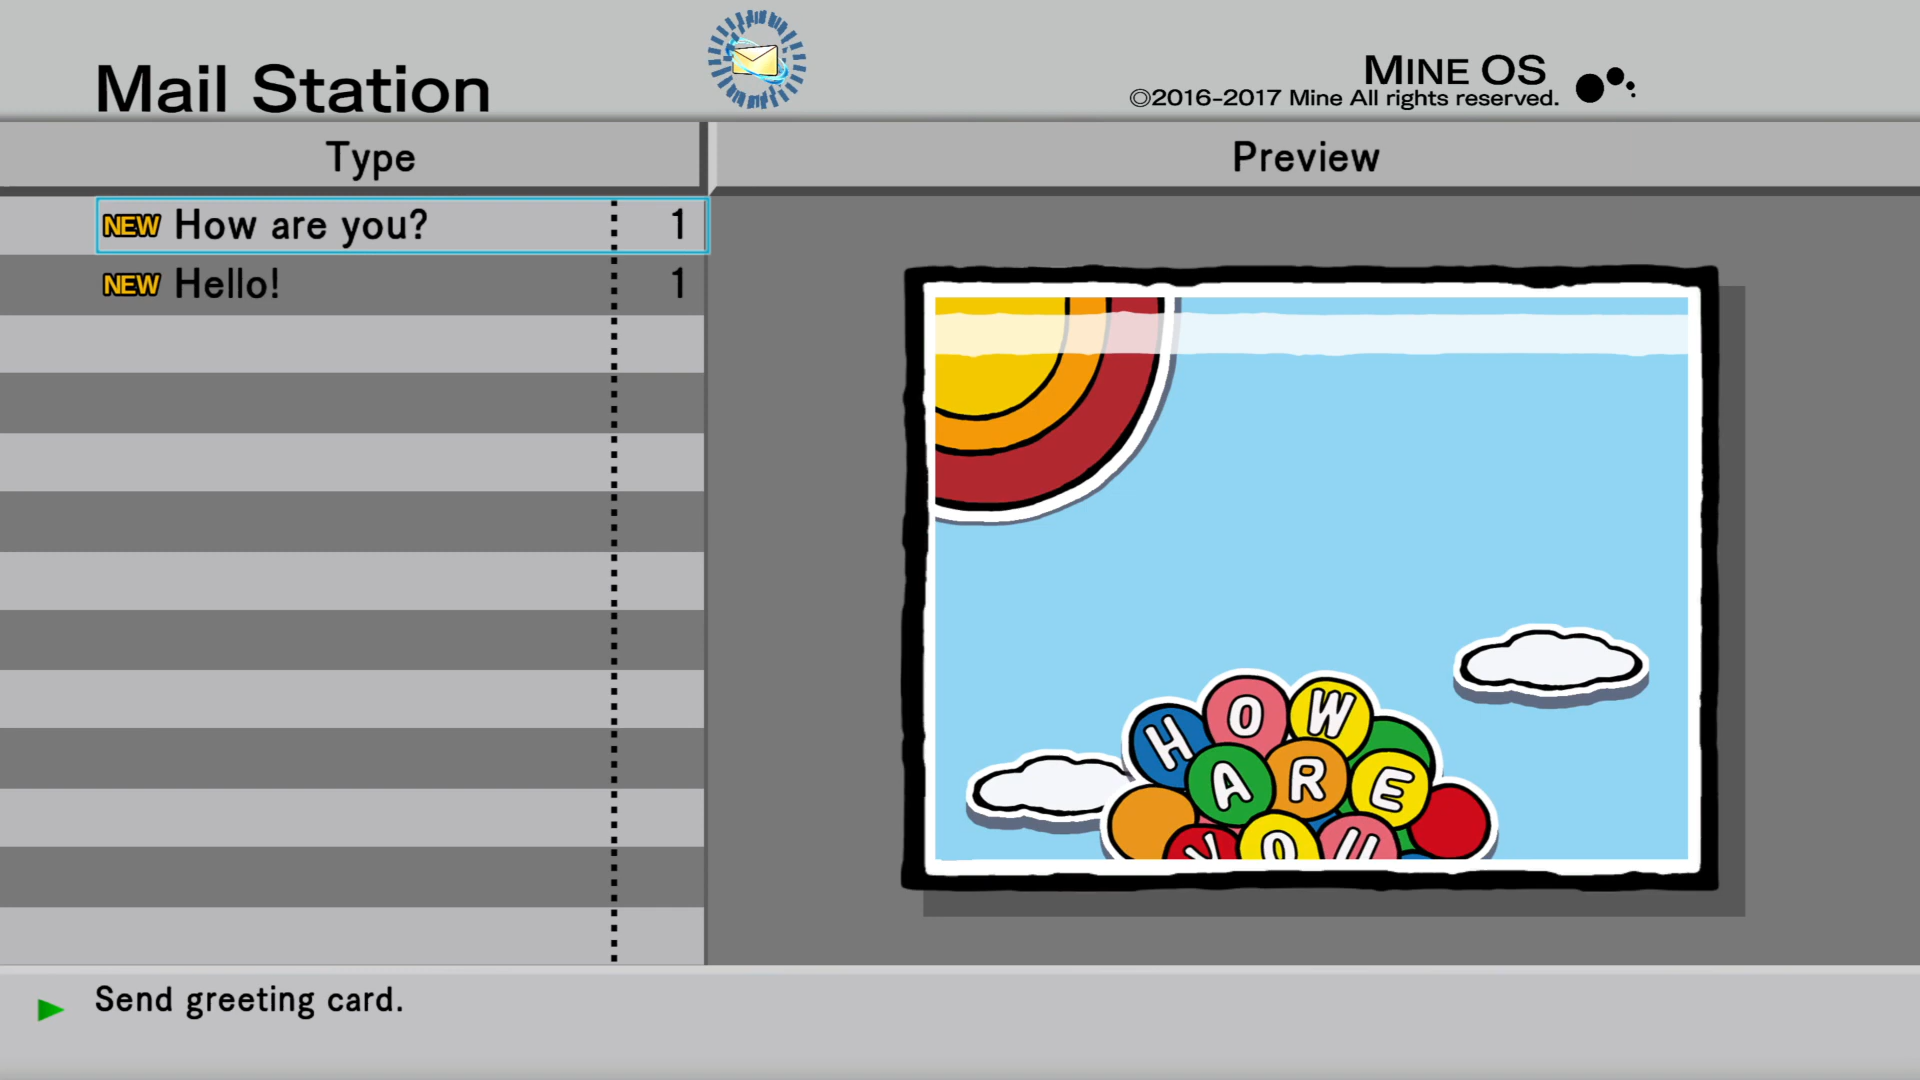 Mail Station
MINE OS
©2016-2017 Mine All rights reserved.
Type
Preview
NEW How are you? 1
NEW Hello! 1
HOW
ARE
YOU
Send greeting card.